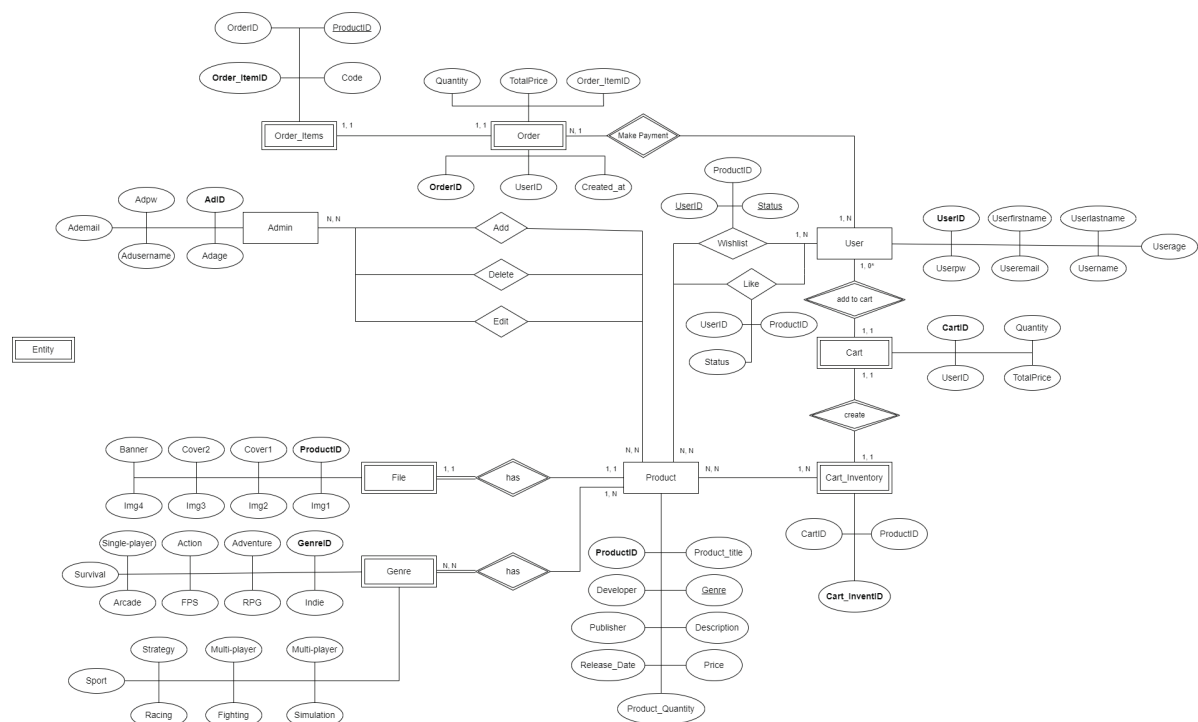 OrderID
ProductID
Order_ItemID
Code
Quantity
TotalPrice
Order_ItemID
Order_Items
1, 1
1, 1
Order
N, 1
Make Payment
OrderID
UserID
Created_at
ProductID
UserID
Status
Adpw
AdID
Ademail
Adusername
Adage
Admin
N, N
Add
Delete
Edit
Wishlist
1, N
1, N
User
UserID
Userfirstname
Userlastname
Userage
Userpw
Useremail
Username
1, 0*
Like
add to cart
UserID
ProductID
Status
1, 1
Cart
1, 1
CartID
Quantity
UserID
TotalPrice
Entity
create
1, 1
Banner
Cover2
Cover1
ProductID
File
1, 1
has
1, 1
N, N
N, N
Product
1, N
N, N
1, N
Cart_Inventory
Img4
Img3
Img2
Img1
Single-player
Action
Adventure
GenreID
Survival
Genre
N, N
has
Arcade
FPS
RPG
Indie
CartID
ProductID
Cart_InventID
ProductID
Product_title
Developer
Genre
Publisher
Description
Release_Date
Price
Product_Quantity
Strategy
Multi-player
Multi-player
Sport
Racing
Fighting
Simulation